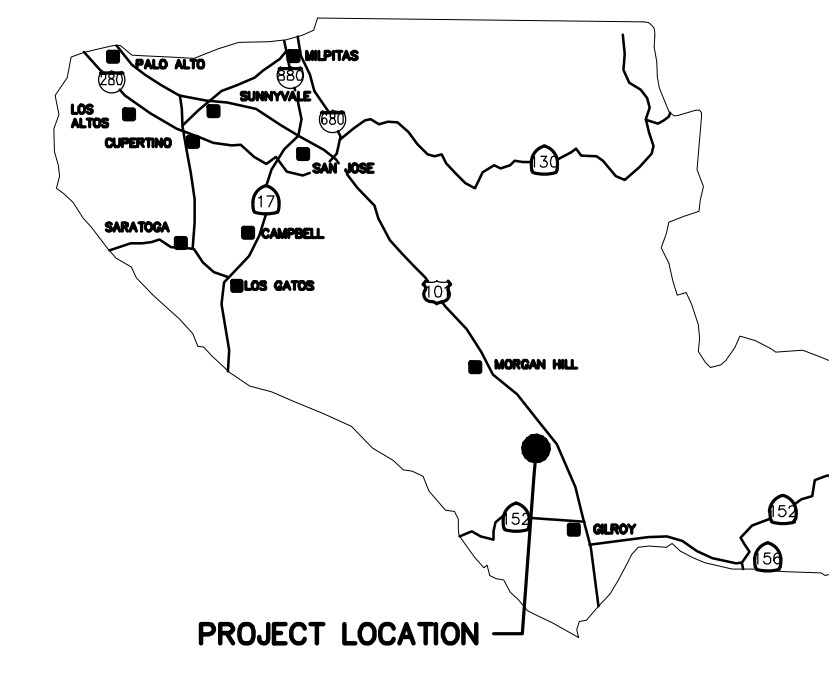 PALO ALTO
MILPITAS
280
880
SUNNYVALE
LOS
ALTOS
680
CUPERTINO
130
SAN JOSE
17
SARATOGA
CAMPBELL
LOS GATOS
101
MORGAN HILL
152
152
GILROY
156
PROJECT LOCATION